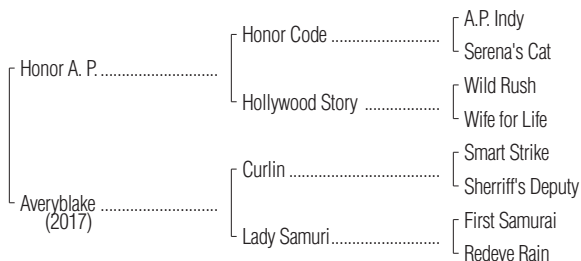 A.P. Indy
Honor Code ..............................
Serena's Cat
Honor A. P.................................
Wild Rush
Hollywood Story .....................
Wife for Life
Smart Strike
Curlin ..........................................
Sherriff's Deputy
Averyblake ................................
(2017)
First Samurai
Lady Samuri..............................
Redeye Rain